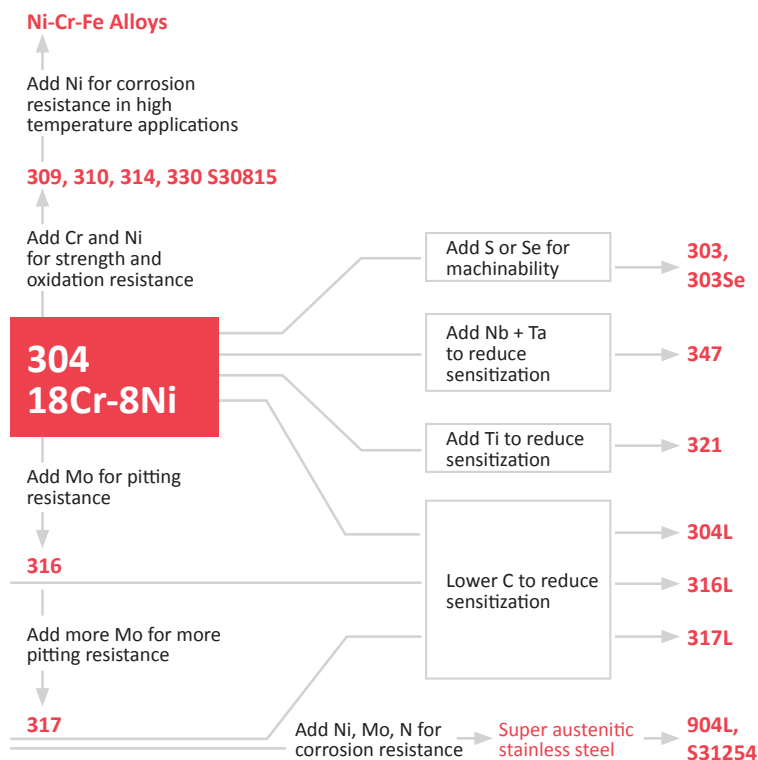 Ni-Cr-Fe Alloys
Add Ni for corrosion
resistance in high
temperature applications
309, 310, 314, 330 S30815
Add Cr and Ni
for strength and
oxidation resistance
304
18Cr-8Ni
Add Mo for pitting
resistance
316
Add more Mo for more
pitting resistance
317
Add S or Se for
machinability
303,
303Se
Add Nb + Ta
to reduce
sensitization
347
Add Ti to reduce
sensitization
321
Lower C to reduce
sensitization
304L
316L
317L
Add Ni, Mo, N for
corrosion resistance
Super austenitic
stainless steel
904L,
S31254